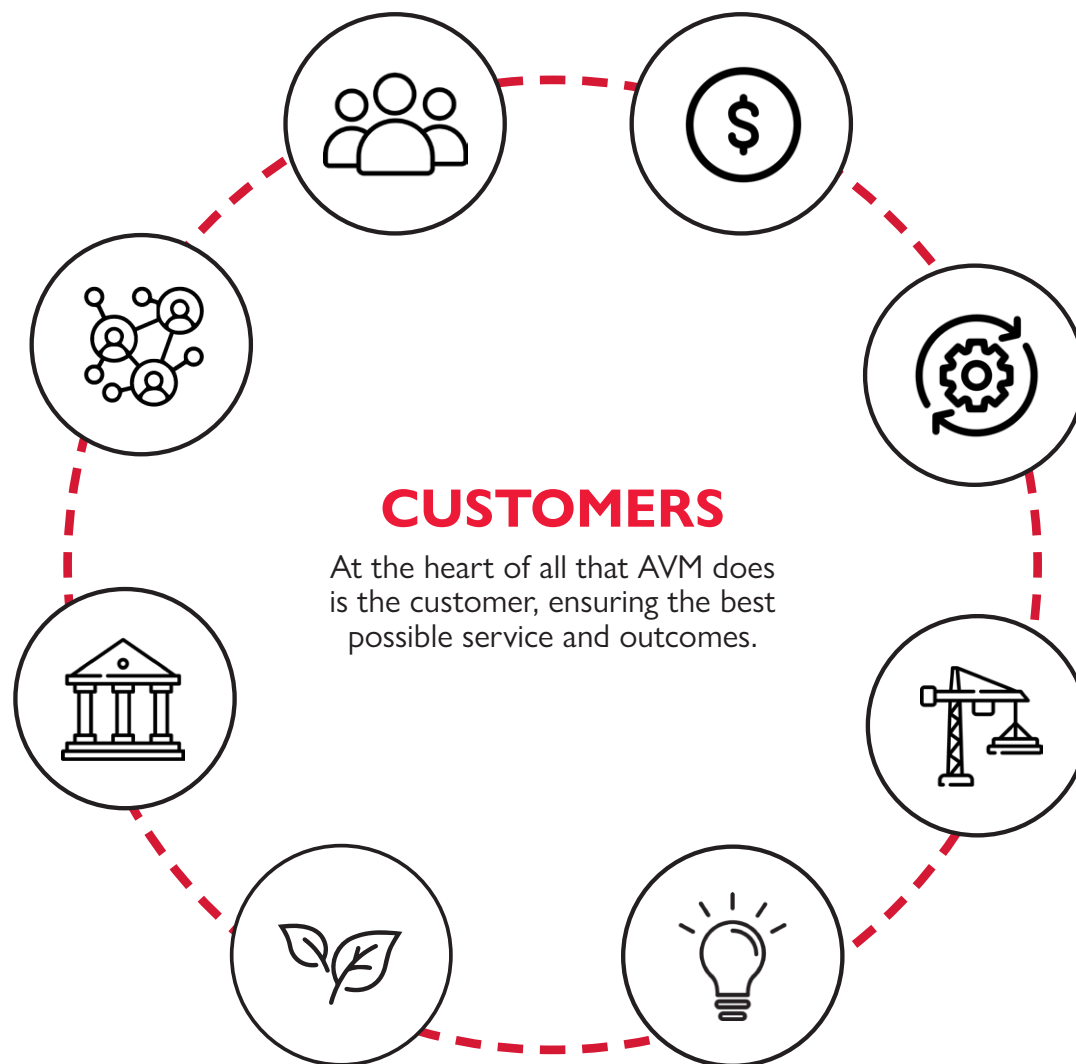 $
CUSTOMERS
At the heart of all that AVM does
is the customer, ensuring the best
possible service and outcomes.